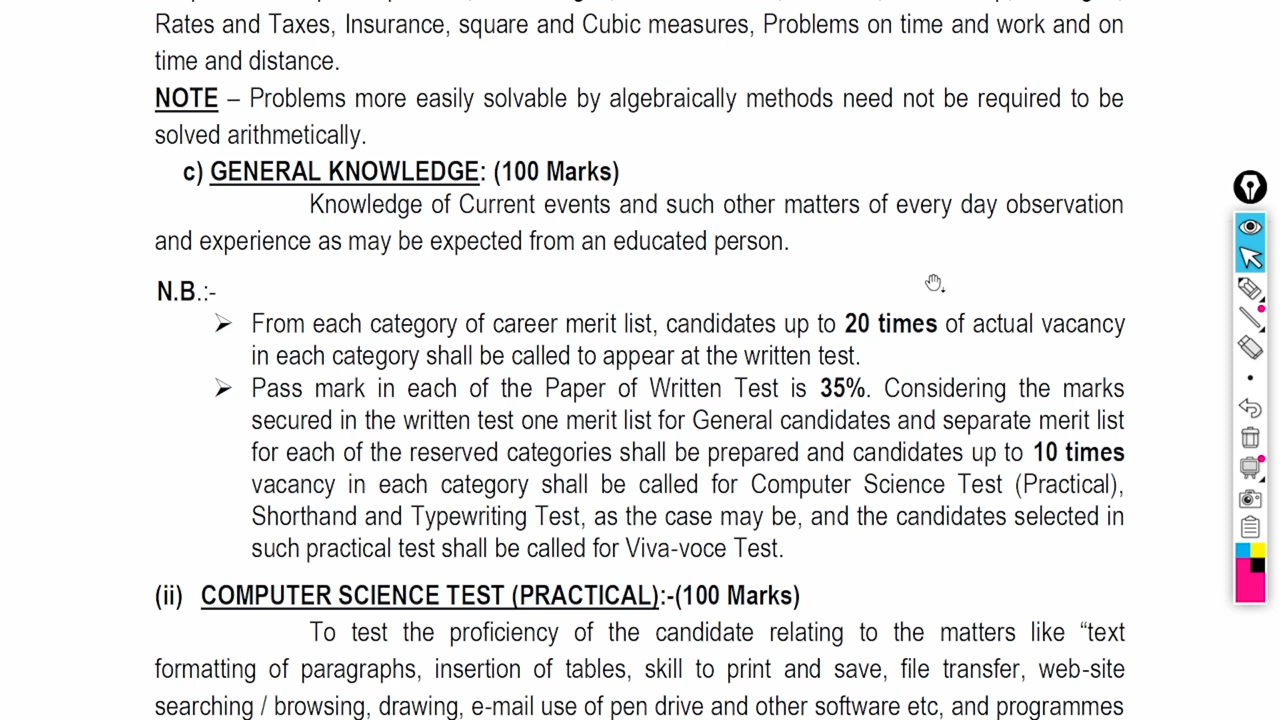 Rates and Taxes, Insurance, square and Cubic measures, Problems on time and work and on
time and distance.
NOTE – Problems more easily solvable by algebraically methods need not be required to be
solved arithmetically.
c) GENERAL KNOWLEDGE: (100 Marks)
Knowledge of Current events and such other matters of every day observation
and experience as may be expected from an educated person.
N.B.:-
➢ From each category of career merit list, candidates up to 20 times of actual vacancy
in each category shall be called to appear at the written test.
➢ Pass mark in each of the Paper of Written Test is 35%. Considering the marks
secured in the written test one merit list for General candidates and separate merit list
for each of the reserved categories shall be prepared and candidates up to 10 times
vacancy in each category shall be called for Computer Science Test (Practical),
Shorthand and Typewriting Test, as the case may be, and the candidates selected in
such practical test shall be called for Viva-voce Test.
(ii) COMPUTER SCIENCE TEST (PRACTICAL):-(100 Marks)
To test the proficiency of the candidate relating to the matters like “text
formatting of paragraphs, insertion of tables, skill to print and save, file transfer, web-site
searching / browsing, drawing, e-mail use of pen drive and other software etc, and programmes